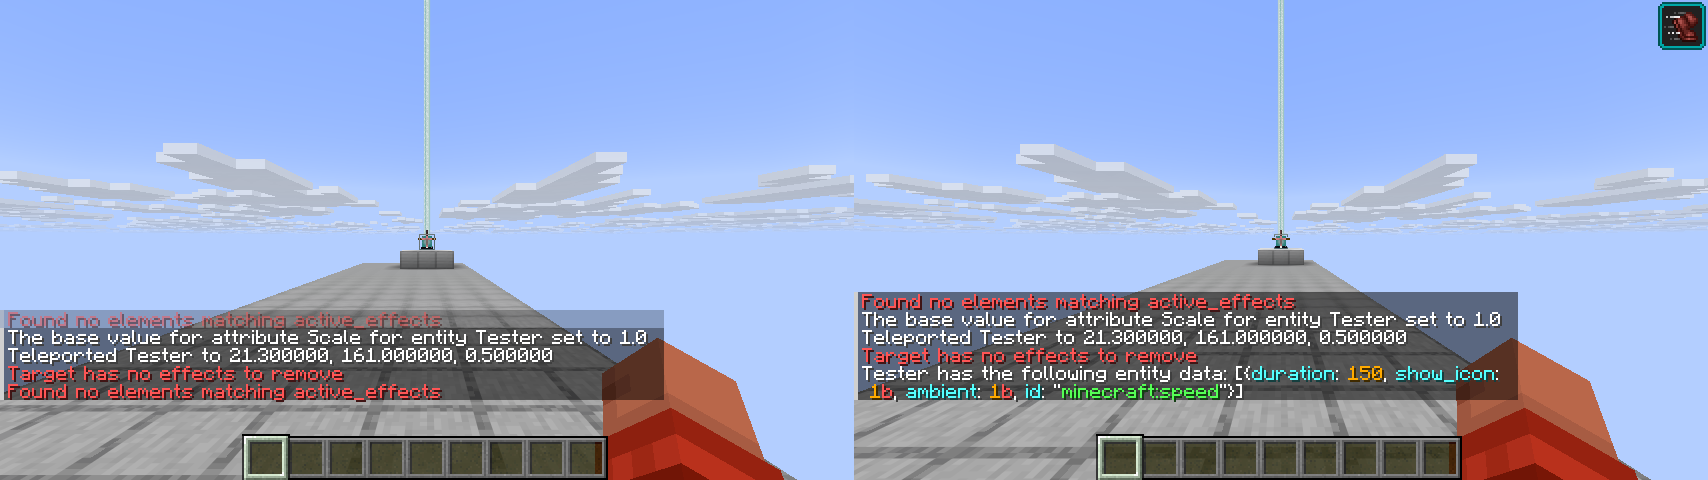 Found no elements matching active_effects
The base value for attribute Scale for entity Tester set to 1.0
Teleported Tester to 21.300000, 161.000000, 0.500000
Target has no effects to remove
Found no elements matching active_effects
Found no elements matching active_effects
The base value for attribute Scale for entity Tester set to 1.0
Teleported Tester to 21.300000, 161.000000, 0.500000
Target has no effects to remove
Tester has the following entity data: [{duration: 150, show_icon:
1b, ambient: 1b, id: "minecraft:speed"}]